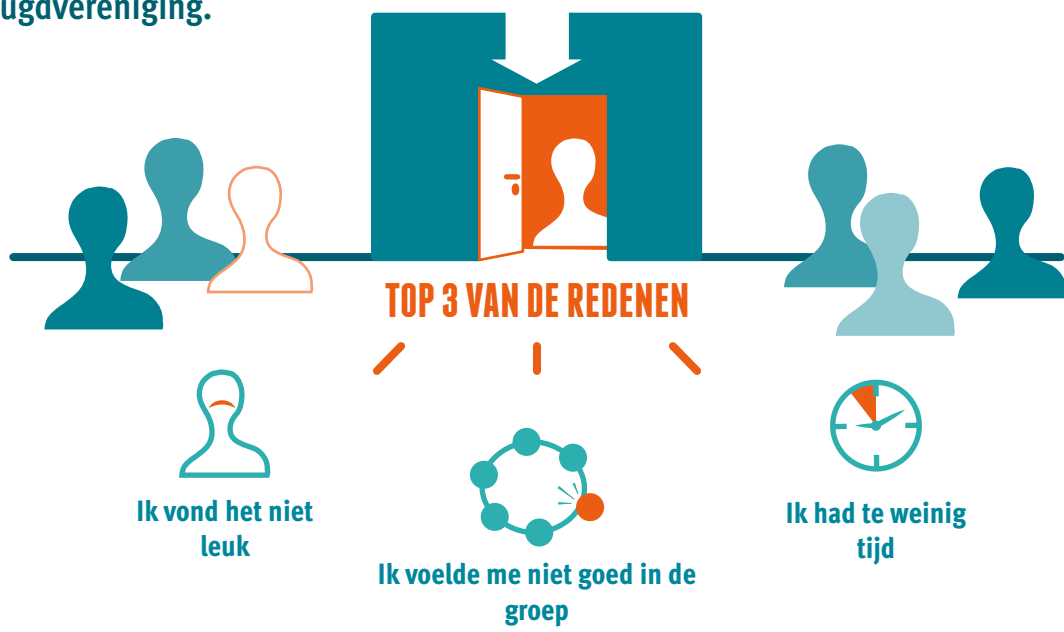 ugdvereniging.
TOP 3 VAN DE REDENEN
Ik vond het niet
leuk
Ik voelde me niet goed in de
groep
Ik had te weinig
tijd